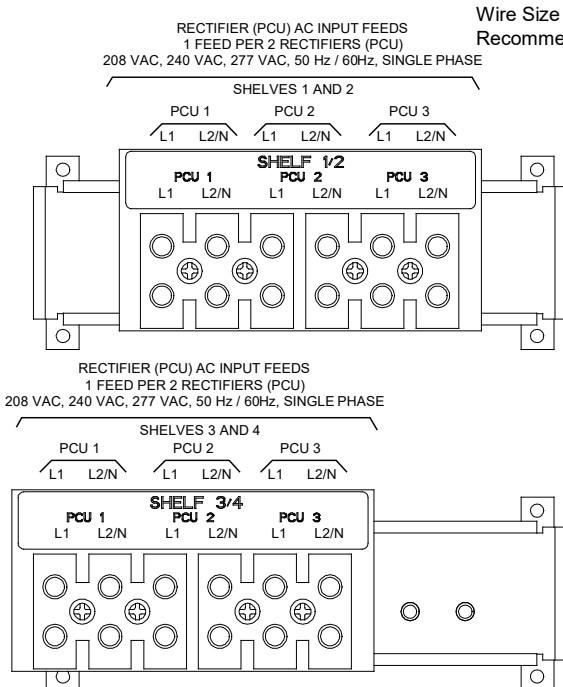 Wire Size
RECTIFIER (PCU) AC INPUT FEEDS
1 FEED PER 2 RECTIFIERS (PCU)
208 VAC, 240 VAC, 277 VAC, 50 Hz / 60Hz, SINGLE PHASE
SHELVES 1 AND 2
PCU 1 PCU 2 PCU 3
L1 L2/N L1 L2/N L1 L2/N
SHELF 1/2
PCU 1 PCU 2 PCU 3
L1 L2/N L1 L2/N L1 L2/N
RECTIFIER (PCU) AC INPUT FEEDS
1 FEED PER 2 RECTIFIERS (PCU)
208 VAC, 240 VAC, 277 VAC, 50 Hz / 60Hz, SINGLE PHASE
SHELVES 3 AND 4
PCU 1 PCU 2 PCU 3
L1 L2/N L1 L2/N L1 L2/N
SHELF 3/4
PCU 1 PCU 2 PCU 3
L1 L2/N L1 L2/N L1 L2/N